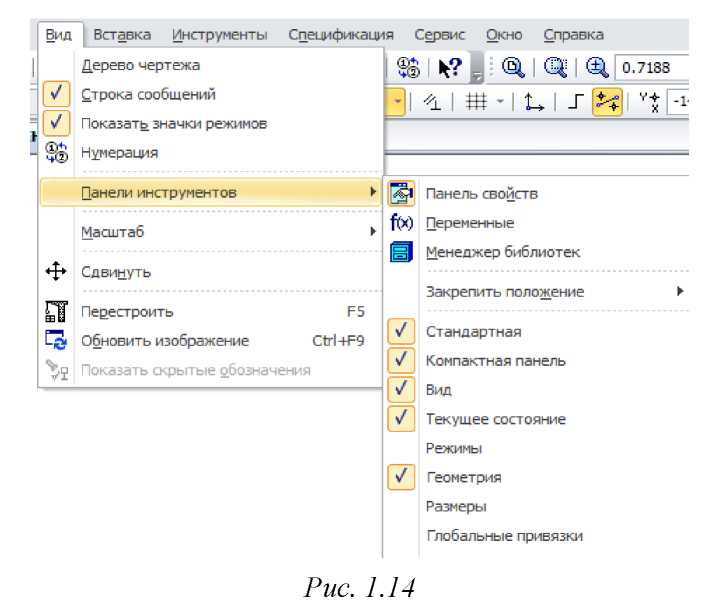 Вид Вставка Инструменты Спецификация Сервис Окно Справка
0.7188
Дерево чертежа
Строка сообщений
Показать значки режимов
Нумерация
Панели инструментов
Масштаб
Сдвинуть
Перестроить F5
Обновить изображение Ctrl+F9
Показать скрытые обозначения
Панель свойств
f(x) Переменные
Менеджер библиотек
Закрепить положение
Стандартная
Компактная панель
Вид
Текущее состояние
Режимы
Геометрия
Размеры
Глобальные привязки
Рис. 1.14